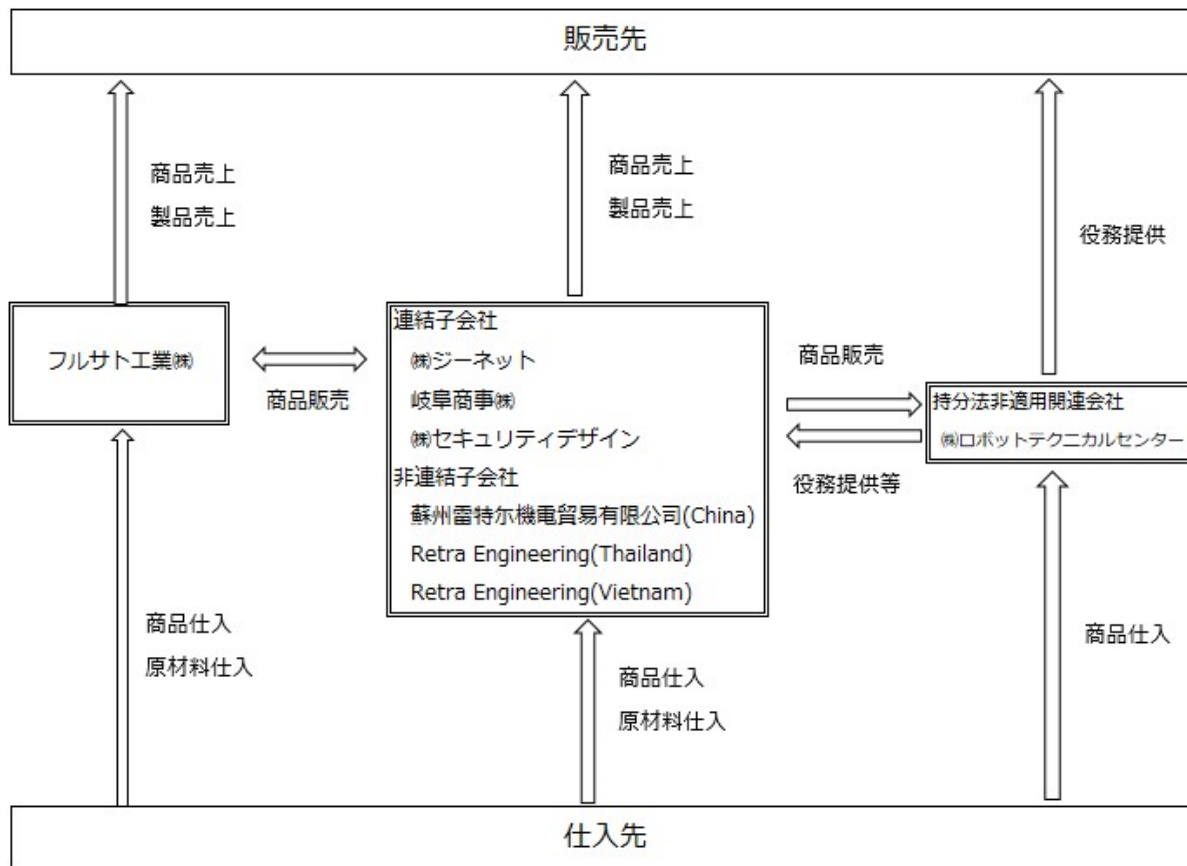 販売先
商品売上
製品売上
商品売上
製品売上
役務提供
フルサト工業㈱
商品販売
連結子会社
㈱ジーネット
岐阜商事㈱
㈱セキュリティデザイン
非連結子会社
蘇州雷特尓機電貿易有限公司(China)
Retra Engineering(Thailand)
Retra Engineering(Vietnam)
商品販売
役務提供等
持分法非適用関連会社
㈱ロボットテクニカルセンター
商品仕入
原材料仕入
商品仕入
原材料仕入
商品仕入
仕入先